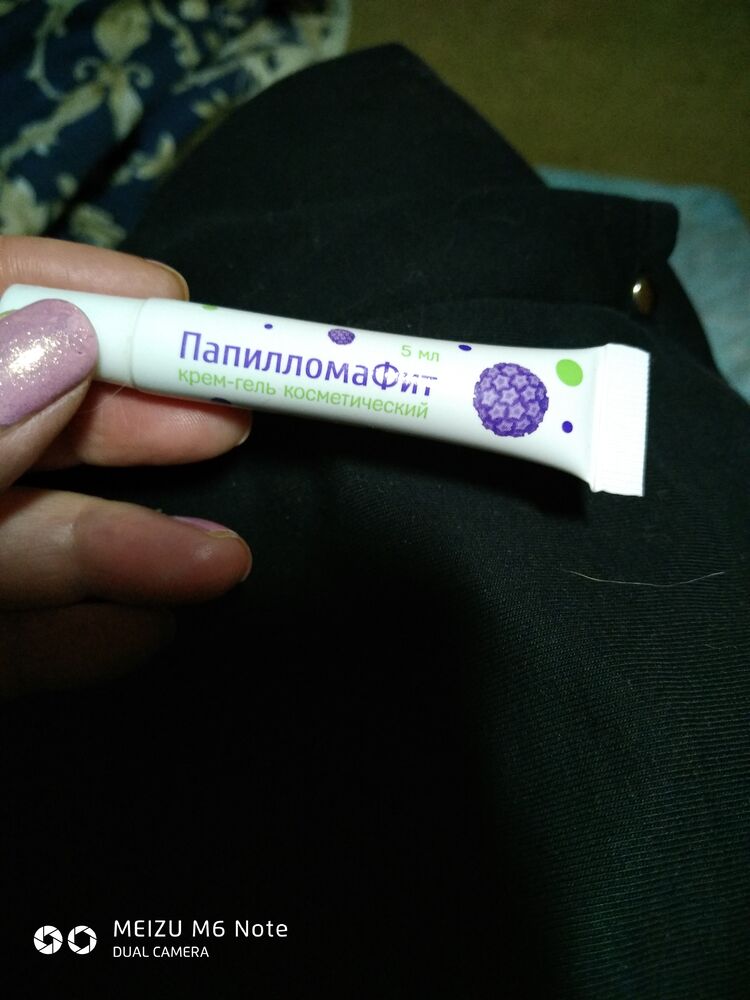 5 мл
ПапилломаФит
крем-гель косметический
MEIZU M6 Note
DUAL CAMERA